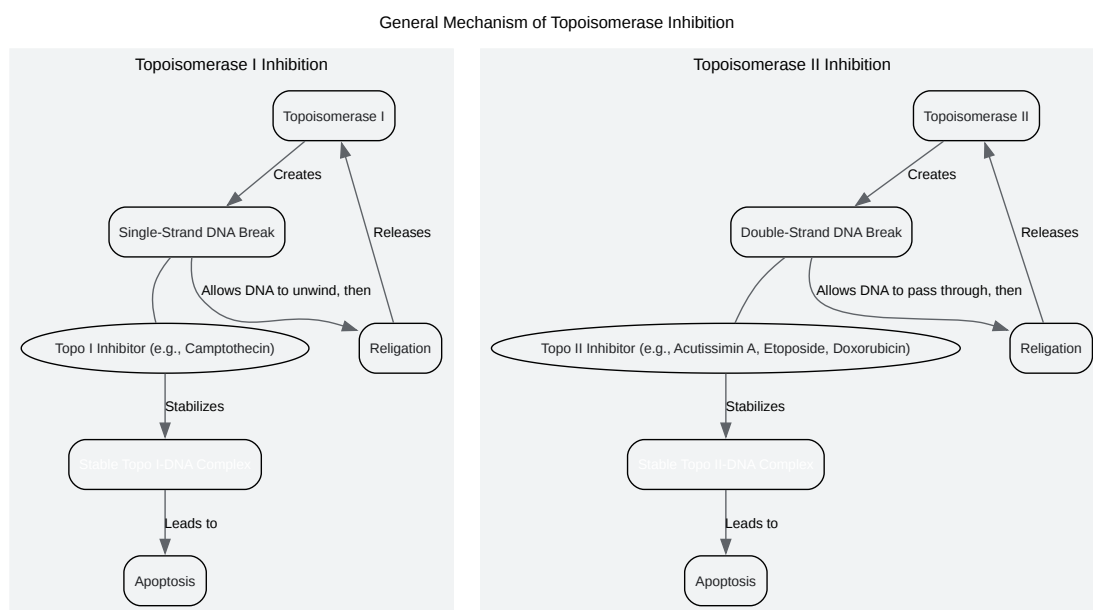 General Mechanism of Topoisomerase Inhibition
Topoisomerase I Inhibition
Topoisomerase I
Creates
Single-Strand DNA Break
Releases
Allows DNA to unwind, then
Topo I Inhibitor (e.g., Camptothecin)
Religation
Stabilizes
Stable Topo I-DNA Complex
Leads to
Apoptosis
Topoisomerase II Inhibition
Topoisomerase II
Creates
Double-Strand DNA Break
Releases
Allows DNA to pass through, then
Topo II Inhibitor (e.g., Acutissimin A, Etoposide, Doxorubicin)
Religation
Stabilizes
Stable Topo II-DNA Complex
Leads to
Apoptosis